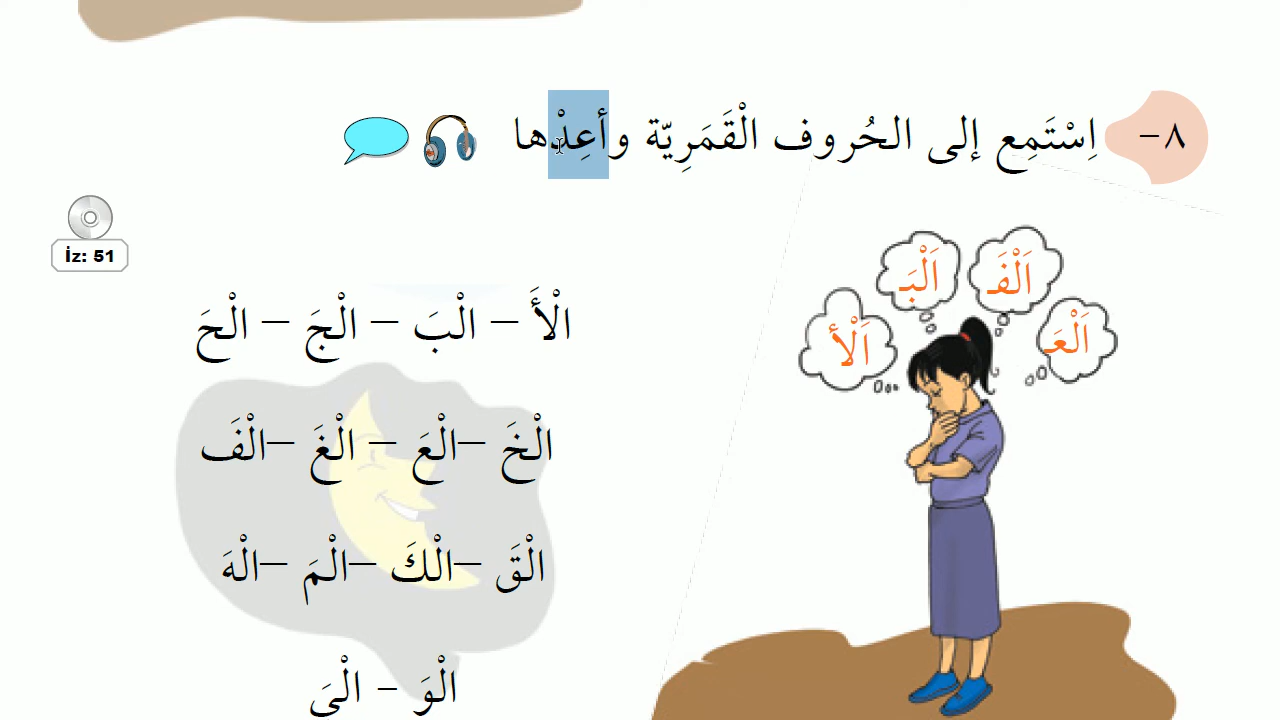 ٨- اِسْتَمِع إلى الحُروف الْقَمَرِيّة وأعِذْها
İz: 51
اَلْعَـ
اَلْفَـ
اَلْبَـ
اَلْأ
الْأَ – الْبَ – الْجَ – الْحَ
الْخَ –الْعَ – الْغَ –الْفَ
الْقَ –الْكَ –الْمَ –الْهَ
الْوَ – الْىَ